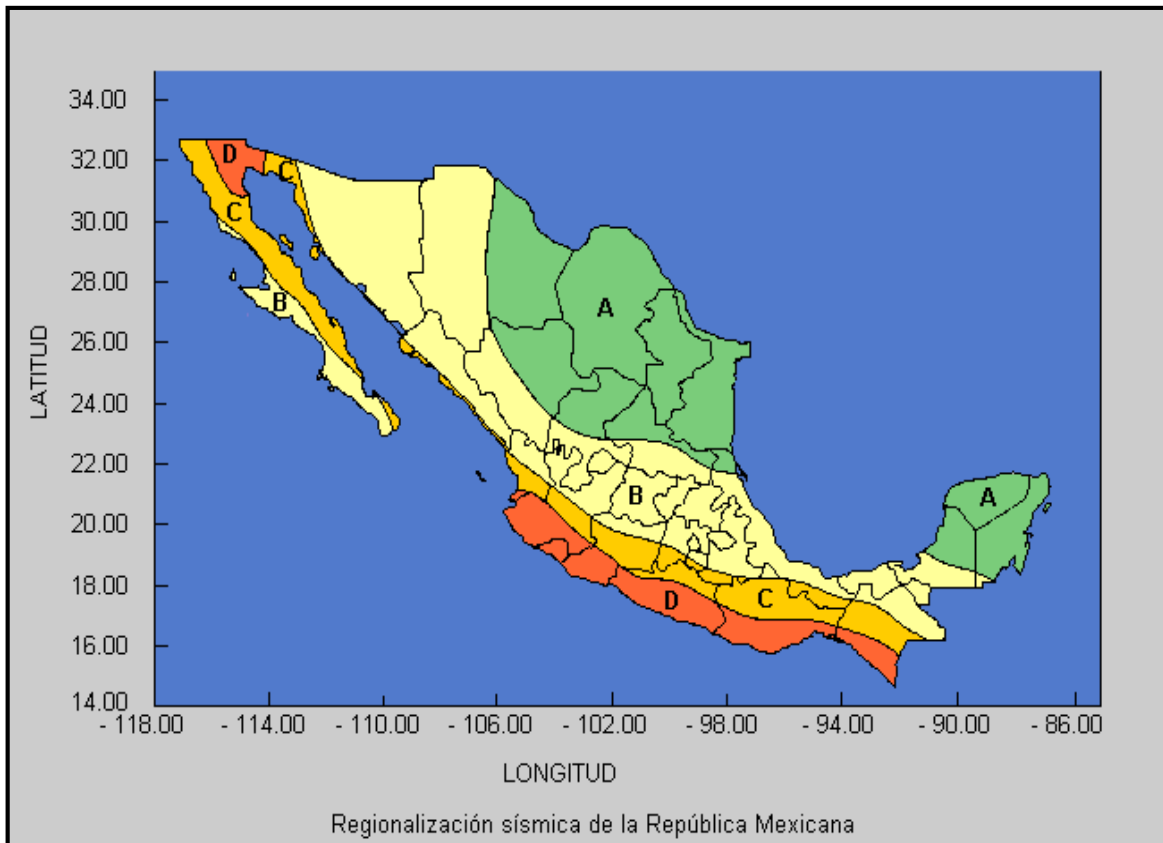 34.00
32.00
30.00
28.00
26.00
24.00
22.00
20.00
18.00
16.00
14.00
LATITUD
D
C
C
B
A
A
B
C
D
- 118.00 - 114.00 - 110.00 - 106.00 - 102.00 - 98.00 - 94.00 - 90.00 - 86.00
LONGITUD
Regionalización sísmica de la República Mexicana